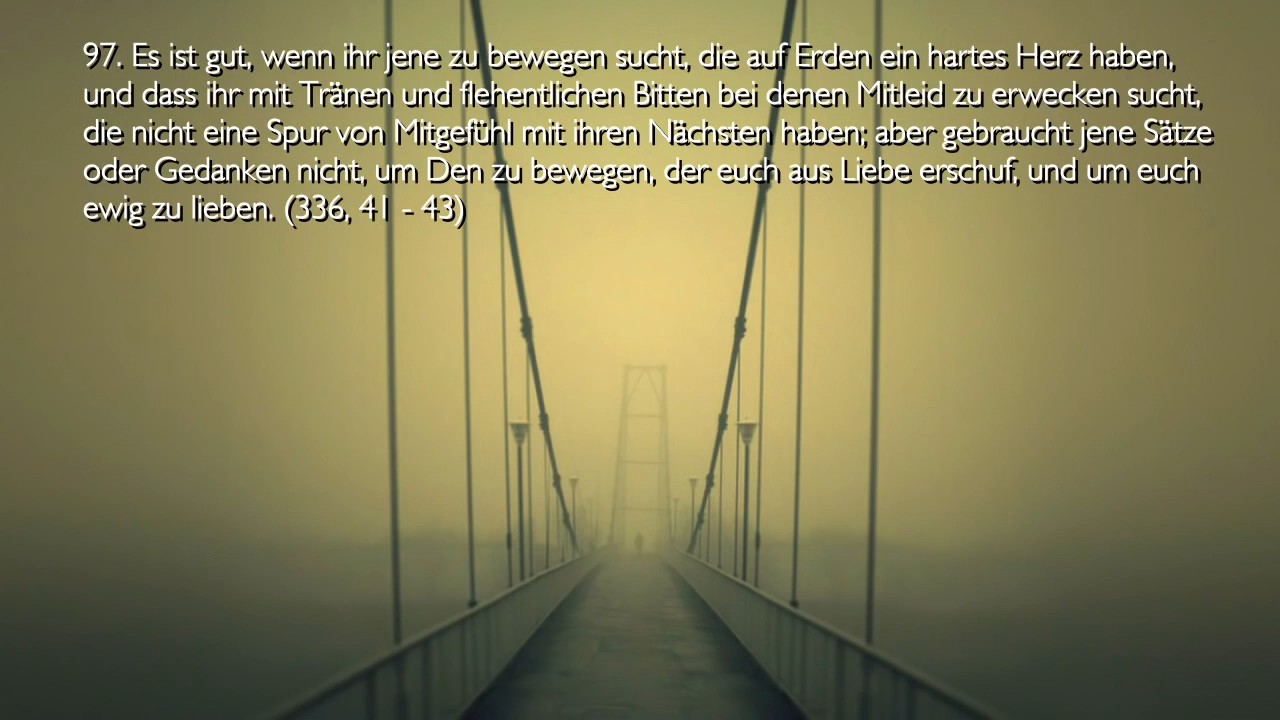 97. Es ist gut, wenn ihr jene zu bewegen sucht, die auf Erden ein hartes Herz haben,
und dass ihr mit Tränen und flehentlichen Bitten bei denen Mitleid zu erwecken sucht,
die nicht eine Spur von Mitgefühl mit ihren Nächsten haben; aber gebraucht jene Sätze
oder Gedanken nicht, um Den zu bewegen, der euch aus Liebe erschuf, und um euch
ewig zu lieben. (336, 41 - 43)